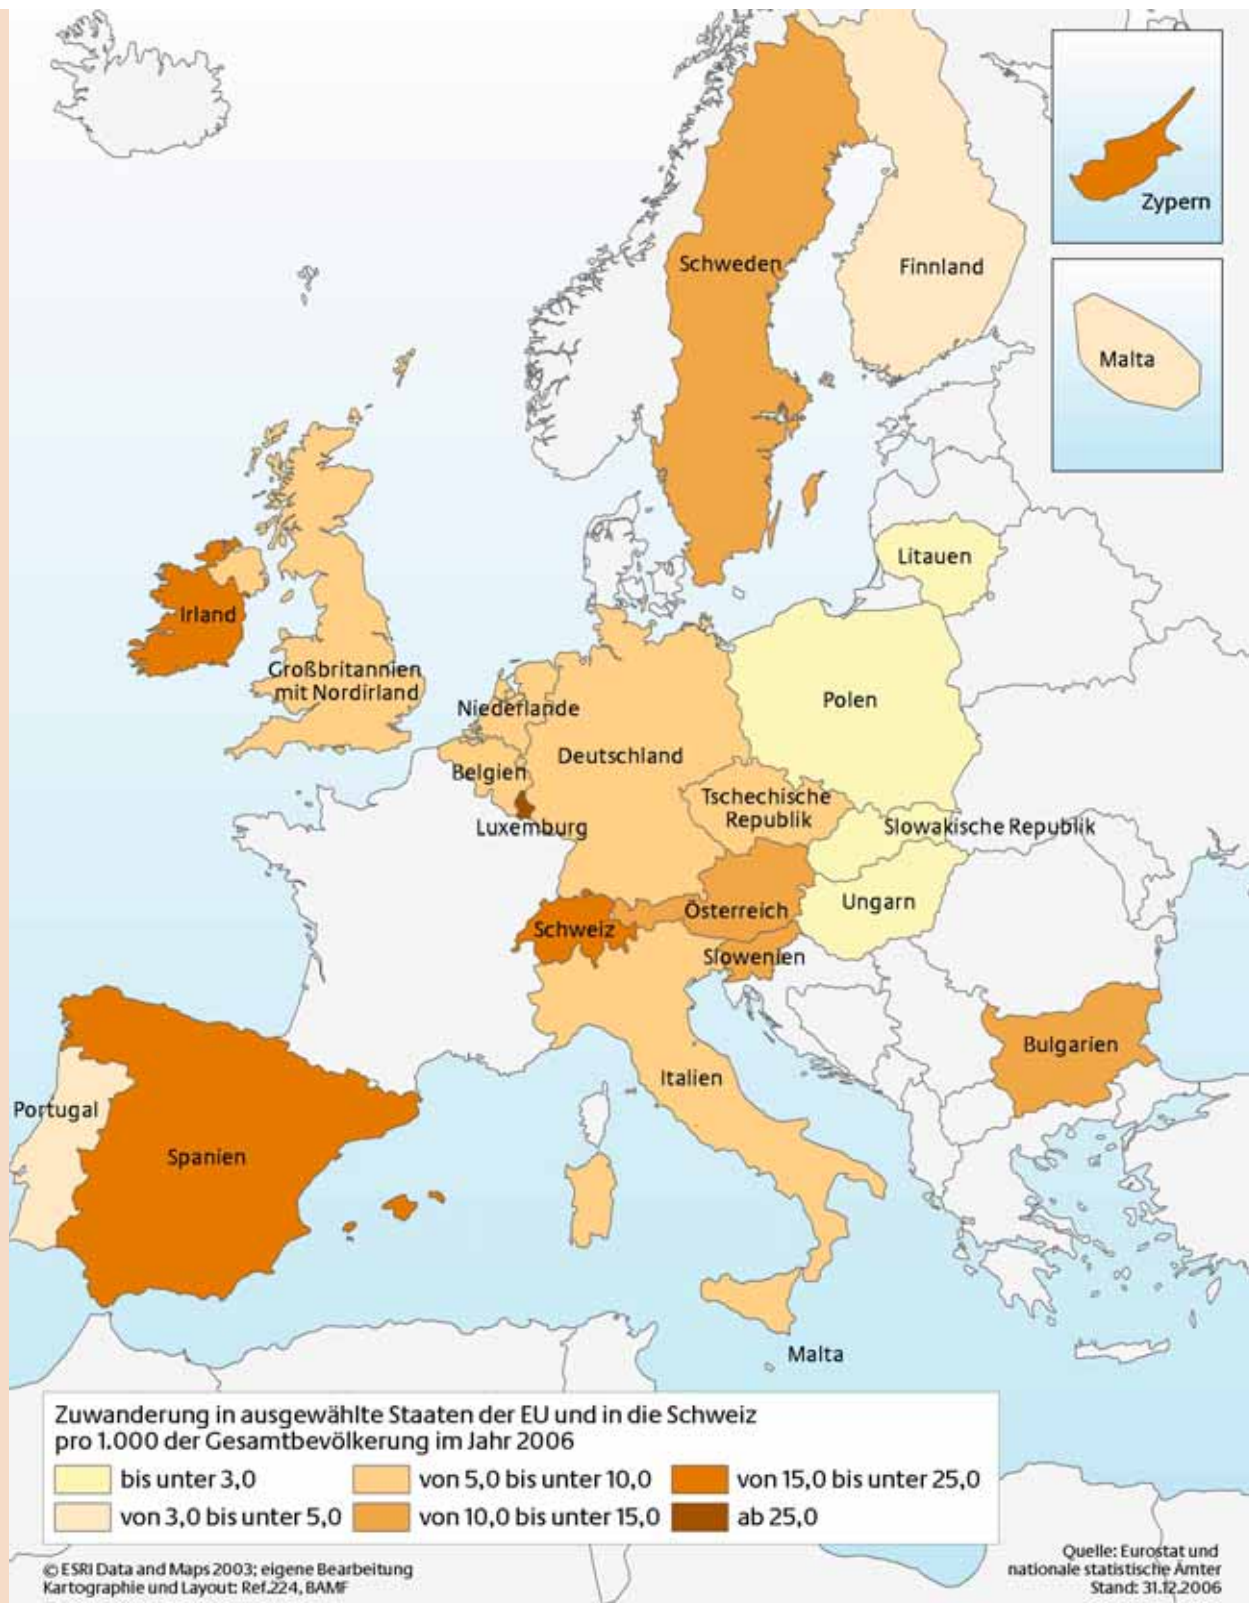 Zypern
Schweden
Finnland
Malta
Litauen
Irland
Großbritannien
mit Nordirland
Polen
Niederlande
Deutschland
Belgien
Tschechische
Republik
Luxemburg
Slowakische Republik
Ungarn
Österreich
Schweiz
Slowenien
Bulgarien
Italien
Portugal
Spanien
Malta
Zuwanderung in ausgewählte Staaten der EU und in die Schweiz
pro 1.000 der Gesamtbevölkerung im Jahr 2006
bis unter 3,0
von 5,0 bis unter 10,0
von 15,0 bis unter 25,0
von 3,0 bis unter 5,0
von 10,0 bis unter 15,0
ab 25,0
© ESRI Data and Maps 2003; eigene Bearbeitung
Kartographie und Layout: Ref.224, BAMF
Quelle: Eurostat und
nationale statistische Ämter
Stand: 31.12.2006